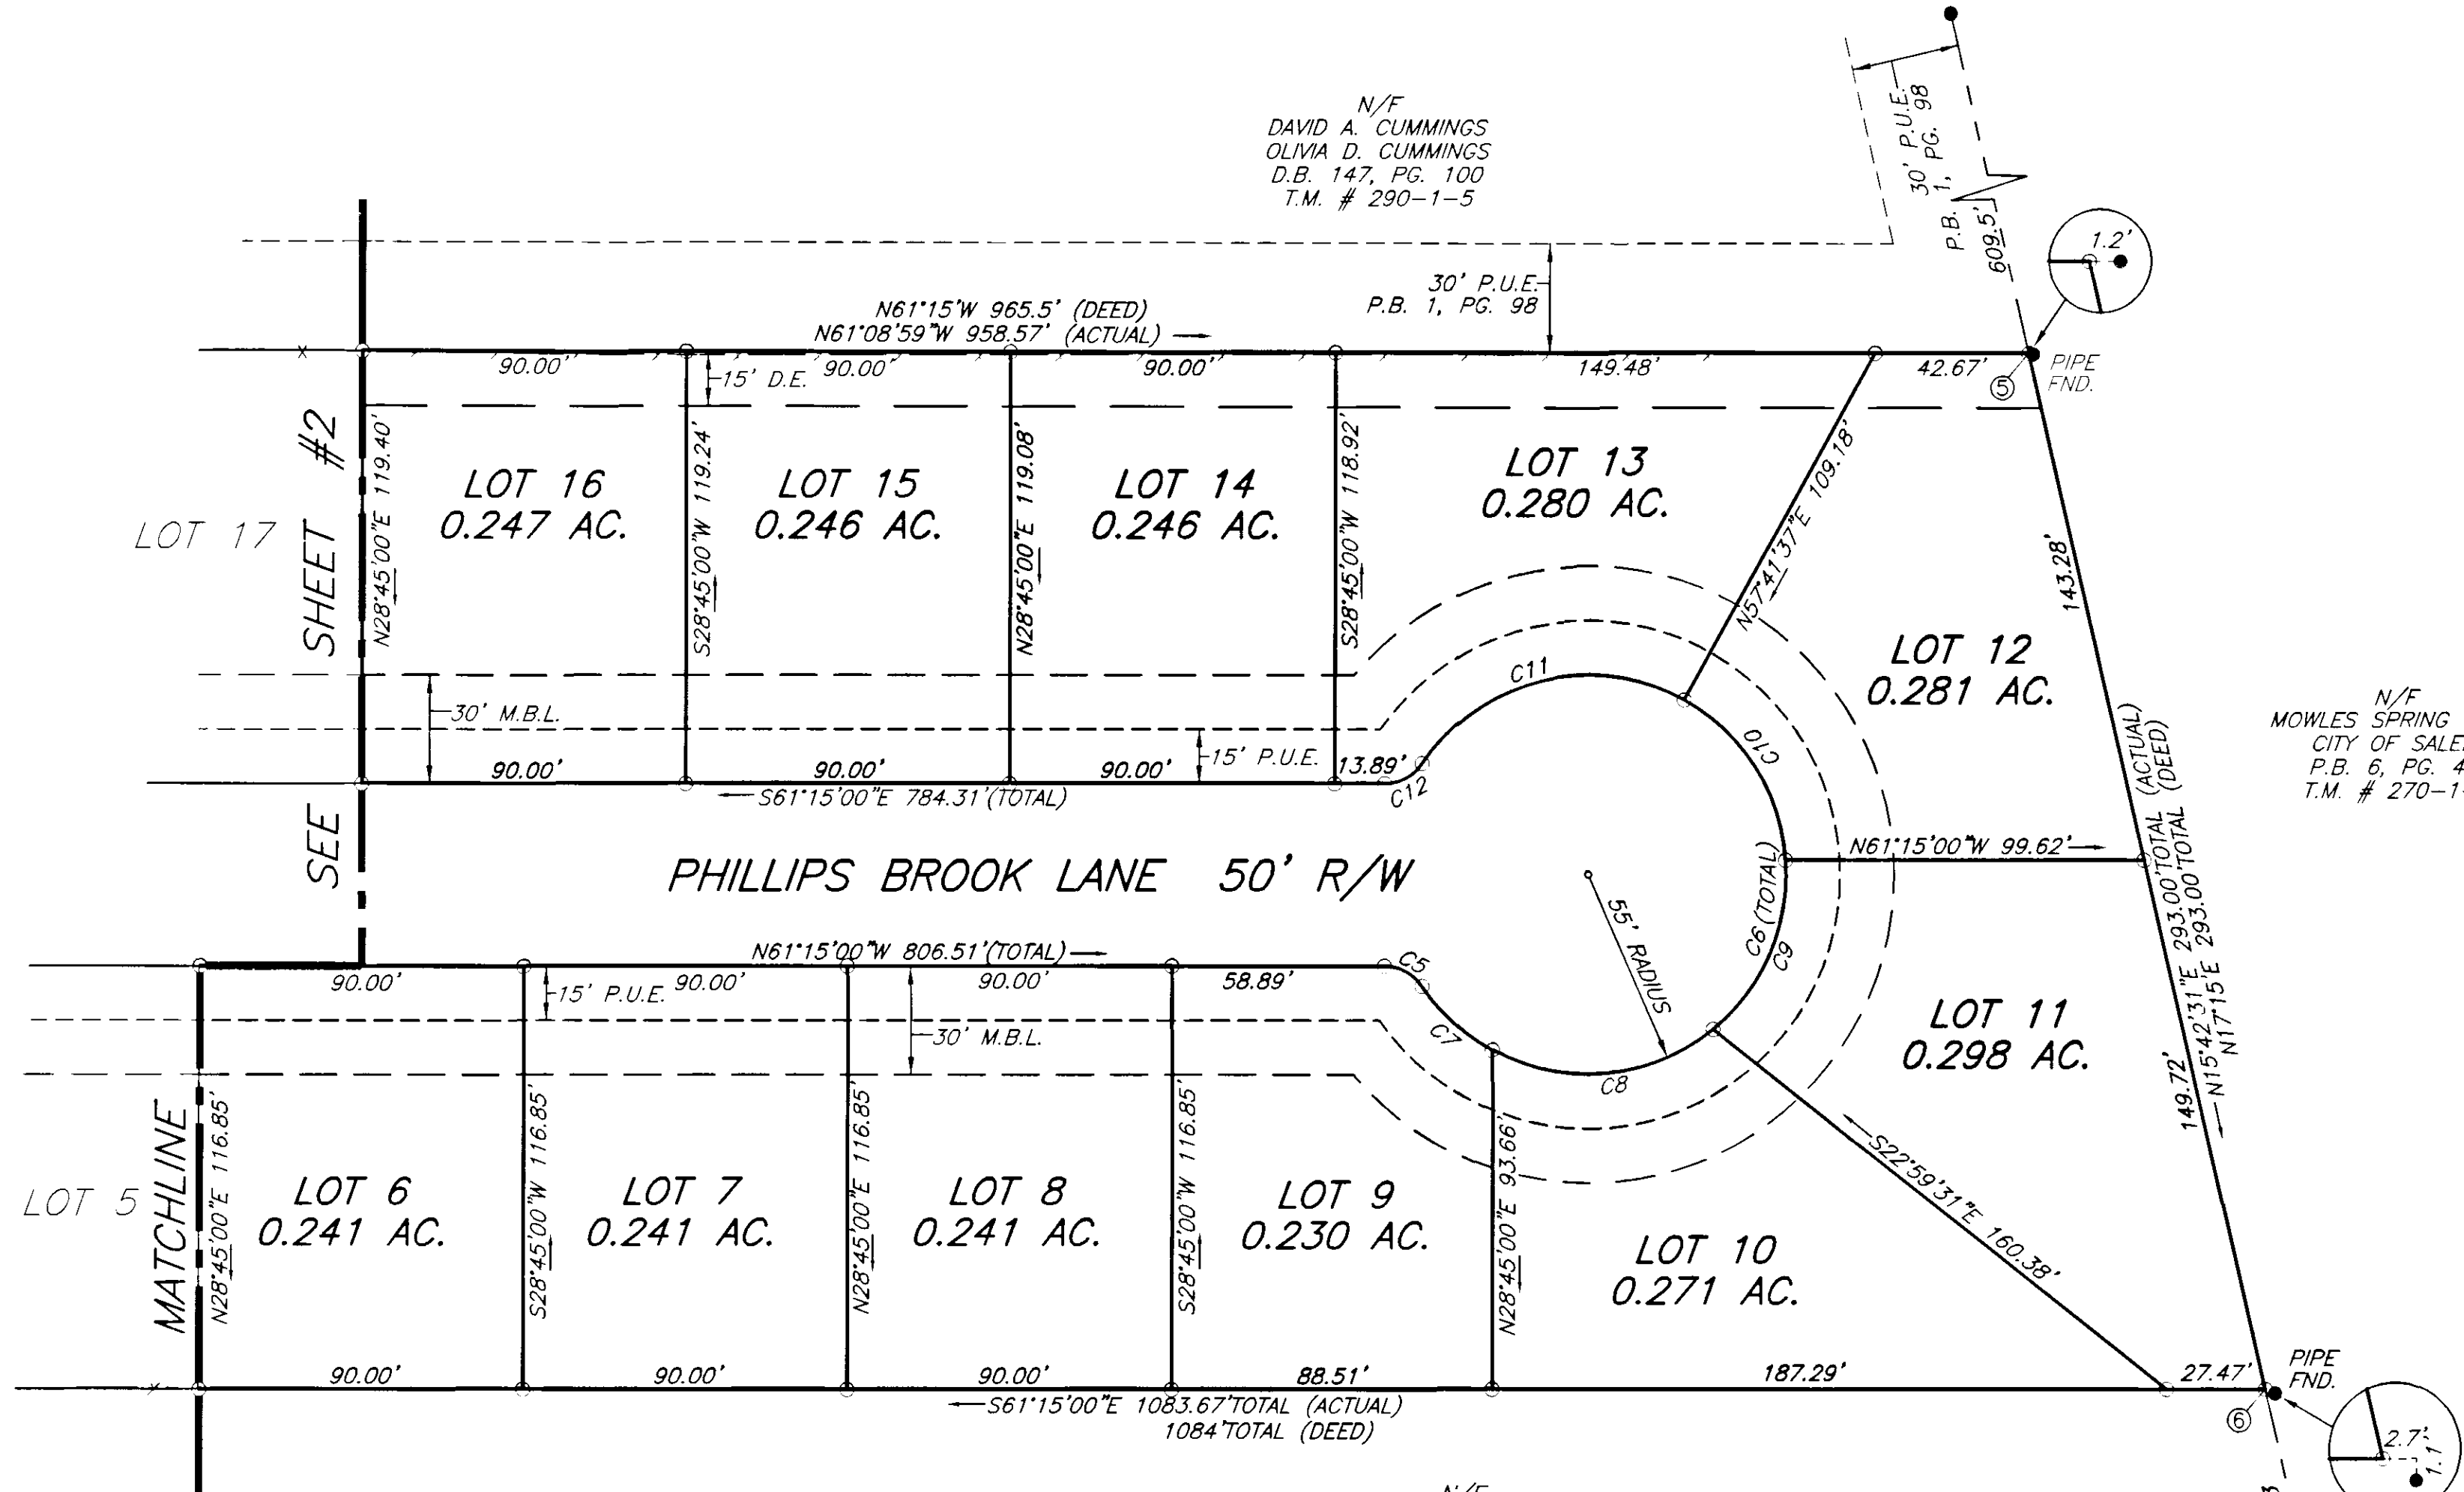 N/F
DAVID A. CUMMINGS
OLIVIA D. CUMMINGS
D.B. 147, PG. 100
T.M. # 290-1-5
30' P.U.E.
P.B. 1, PG. 98
609.5'
1.2'
30' P.U.E.
P.B. 1, PG. 98
N61°15'W 965.5' (DEED)
N61°08'59"W 958.57' (ACTUAL)
90.00'
90.00'
90.00'
149.48'
42.67'
5
PIPE
FND.
15' D.E.
SEE SHEET #2
LOT 17
N28°45'00"E 119.40'
LOT 16
0.247 AC.
S28°45'00"W 119.24'
LOT 15
0.246 AC.
N28°45'00"E 119.08'
LOT 14
0.246 AC.
S28°45'00"W 118.92'
LOT 13
0.280 AC.
N57°41'37"E 109.18'
143.28'
LOT 12
0.281 AC.
N/F
MOWLES SPRING
CITY OF SALE
P.B. 6, PG. 4
T.M. # 270-1-
30' M.B.L.
15' P.U.E.
90.00'
90.00'
90.00'
13.89'
C12
C11
C10
S61°15'00"E 784.31'(TOTAL)
PHILLIPS BROOK LANE 50' R/W
55' RADIUS
C6(TOTAL)
C9
N61°15'00"W 99.62'
N15°42'31"E 293.00'TOTAL (ACTUAL)
N17°15'E 293.00'TOTAL (DEED)
149.72'
N61°15'00"W 806.51'(TOTAL)
90.00'
90.00'
90.00'
58.89'
C5
C7
C8
15' P.U.E.
30' M.B.L.
LOT 11
0.298 AC.
S22°59'31"E 160.38'
MATCHLINE
LOT 5
N28°45'00"E 116.85'
LOT 6
0.241 AC.
S28°45'00"W 116.85'
LOT 7
0.241 AC.
N28°45'00"E 116.85'
LOT 8
0.241 AC.
S28°45'00"W 116.85'
LOT 9
0.230 AC.
N28°45'00"E 93.66'
LOT 10
0.271 AC.
90.00'
90.00'
90.00'
88.51'
187.29'
27.47'
PIPE
FND.
6
S61°15'00"E 1083.67'TOTAL (ACTUAL)
1084'TOTAL (DEED)
2.7'
1.1'
N/F